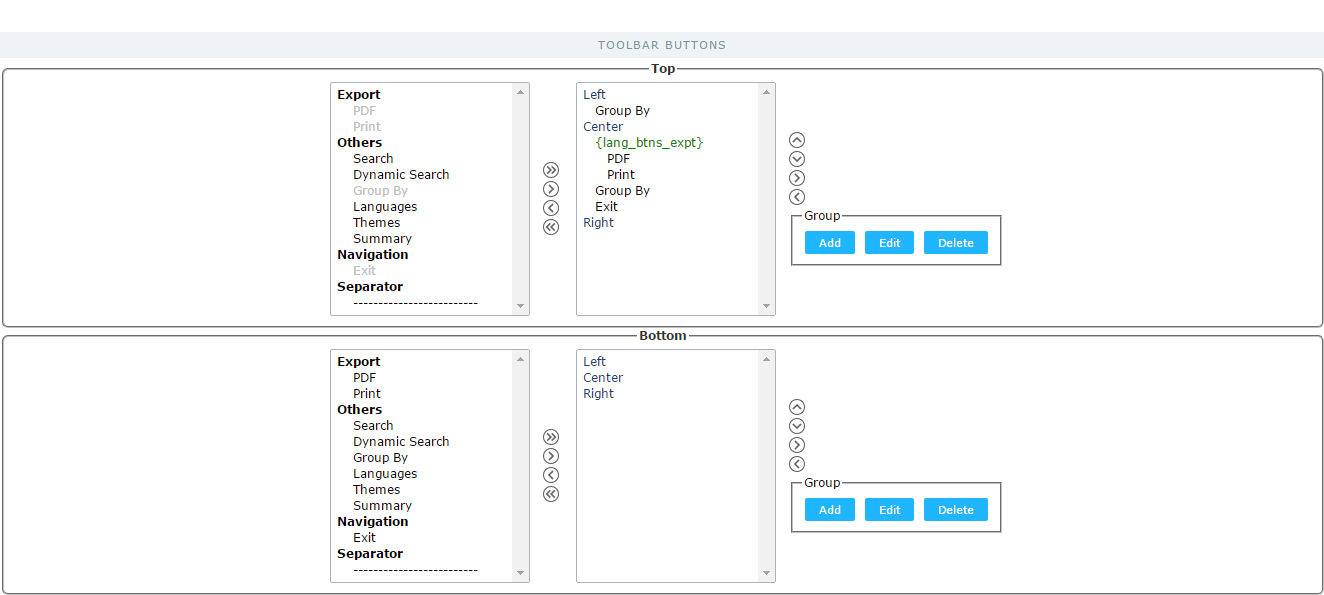 TOOLBAR BUTTONS
Top
Export
PDF
Print
Others
Search
Dynamic Search
Group By
Languages
Themes
Summary
Navigation
Exit
Separator
-------------------------
Left
Group By
Center
{lang_btns_expt}
PDF
Print
Group By
Exit
Right
Group
Add Edit Delete
Bottom
Export
PDF
Print
Others
Search
Dynamic Search
Group By
Languages
Themes
Summary
Navigation
Exit
Separator
-------------------------
Left
Center
Right
Group
Add Edit Delete